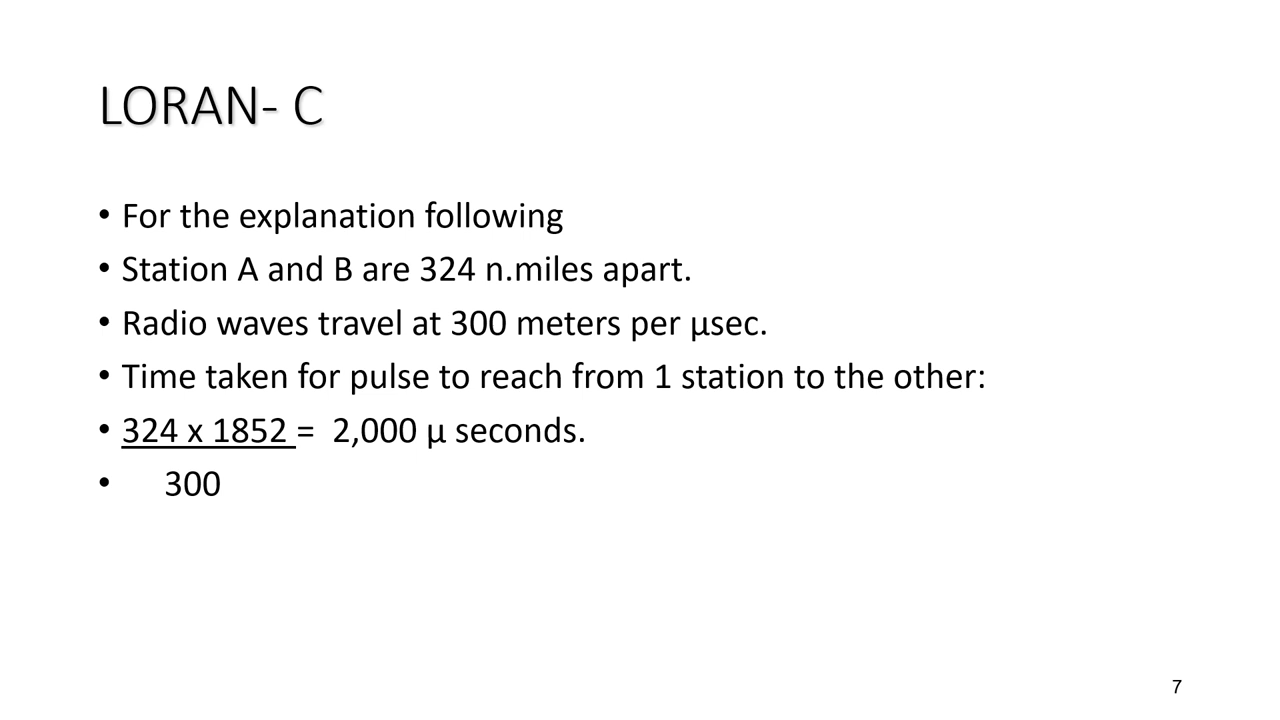 LORAN- C
• For the explanation following
• Station A and B are 324 n.miles apart.
• Radio waves travel at 300 meters per µsec.
• Time taken for pulse to reach from 1 station to the other:
• 324 x 1852 =  2,000 µ seconds.
•     300
7